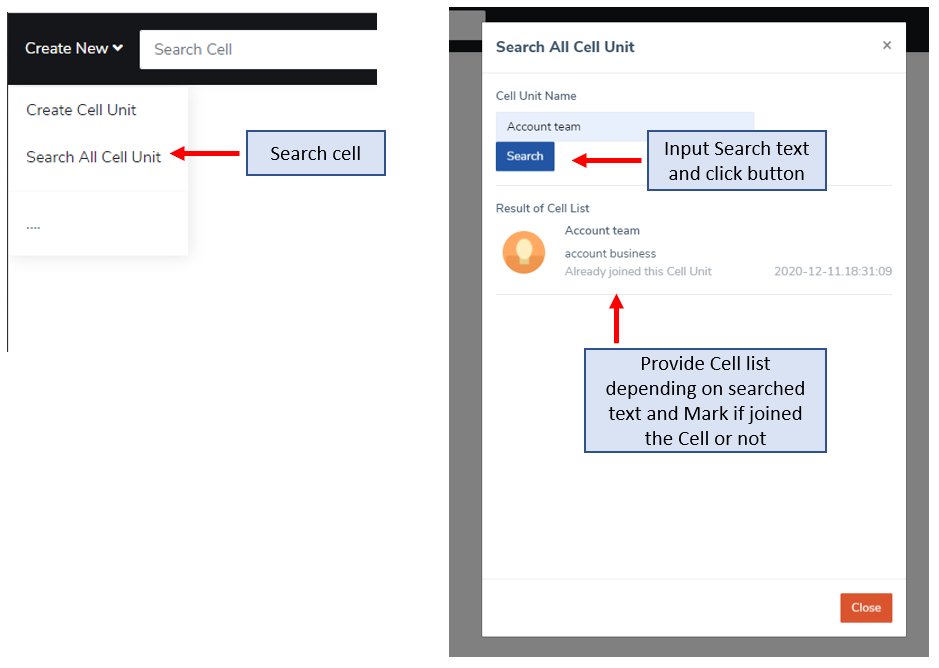 Create New
Search Cell
Create Cell Unit
Search All Cell Unit
Search cell
....
Search All Cell Unit
×
Cell Unit Name
Account team
Search
Input Search text
and click button
Result of Cell List
Account team
account business
Already joined this Cell Unit
2020-12-11.18:31:09
Provide Cell list
depending on searched
text and Mark if joined
the Cell or not
Close